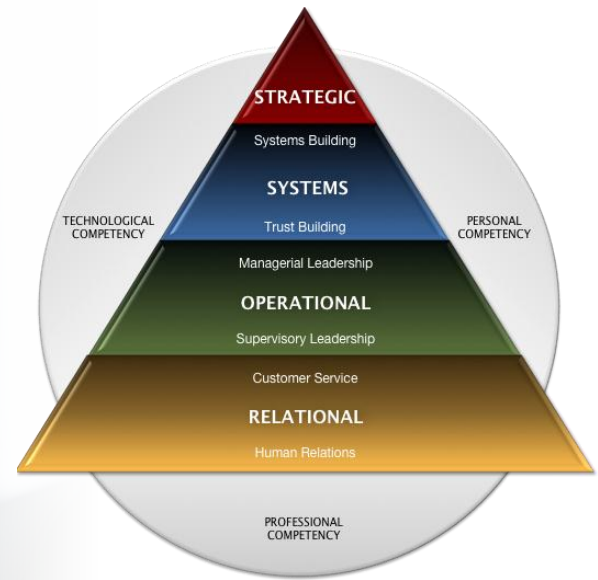 STRATEGIC
Systems Building
SYSTEMS
TECHNOLOGICAL
COMPETENCY
PERSONAL
COMPETENCY
Trust Building
Managerial Leadership
OPERATIONAL
Supervisory Leadership
Customer Service
RELATIONAL
Human Relations
PROFESSIONAL
COMPETENCY